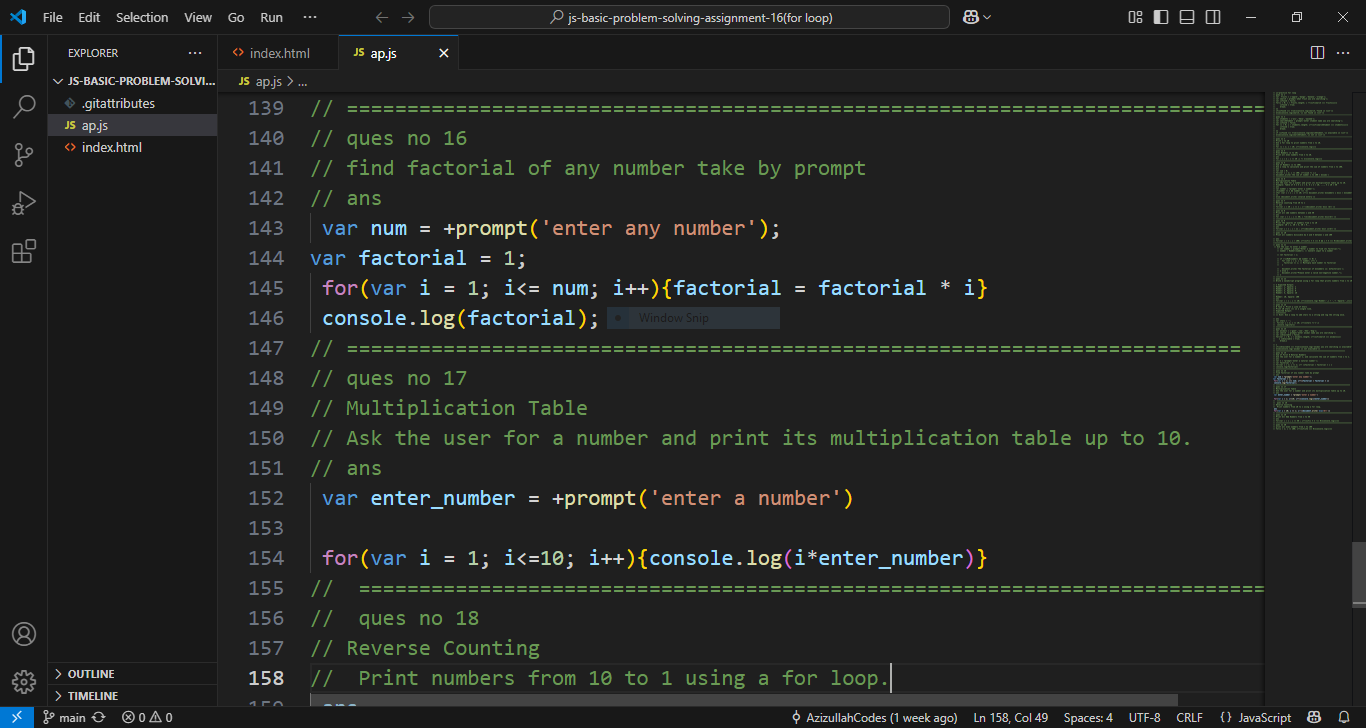 File Edit Selection View Go Run ··· js-basic-problem-solving-assignment-16(for loop)
EXPLORER ···
JS-BASIC-PROBLEM-SOLVI...
.gitattributes
JS ap.js
index.html
OUTLINE
TIMELINE
index.html JS ap.js
JS ap.js > ...
139 // ==========================================================================
140 // ques no 16
141 // find factorial of any number take by prompt
142 // ans
143 var num = +prompt('enter any number');
144 var factorial = 1;
145 for(var i = 1; i<= num; i++){factorial = factorial * i}
146 console.log(factorial);
Window Snip
147 // ==========================================================================
148 // ques no 17
149 // Multiplication Table
150 // Ask the user for a number and print its multiplication table up to 10.
151 // ans
152 var enter_number = +prompt('enter a number')
153
154 for(var i = 1; i<=10; i++){console.log(i*enter_number)}
155 //  ===========================================================================
156 //  ques no 18
157 // Reverse Counting
158 //  Print numbers from 10 to 1 using a for loop.
main 0 0 AzizullahCodes (1 week ago) Ln 158, Col 49 Spaces: 4 UTF-8 CRLF {} JavaScript